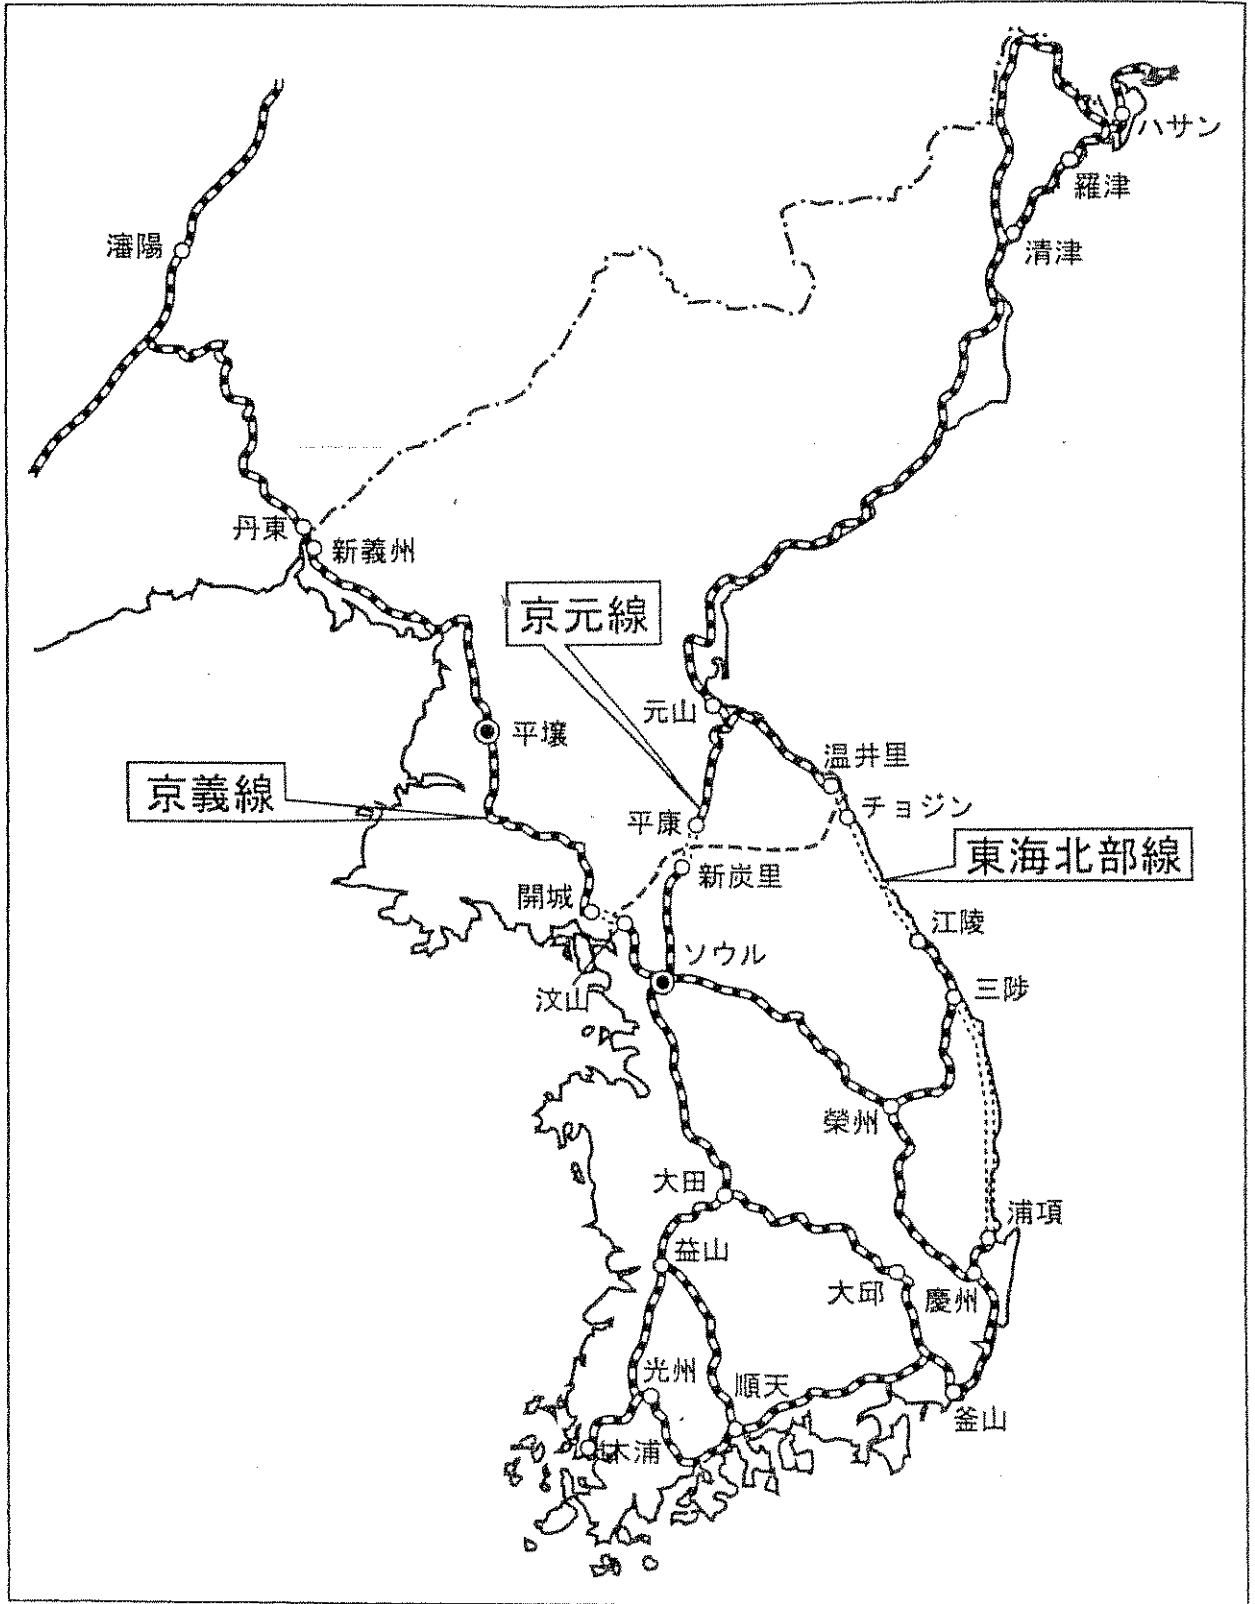 ハサン
羅津
瀋陽
清津
丹東
新義州
京元線
元山
平壌
温井里
京義線
チョジン
平康
東海北部線
新炭里
開城
江陵
ソウル
三陟
汶山
榮州
大田
浦項
益山
大邱
慶州
光州
順天
釜山
木浦